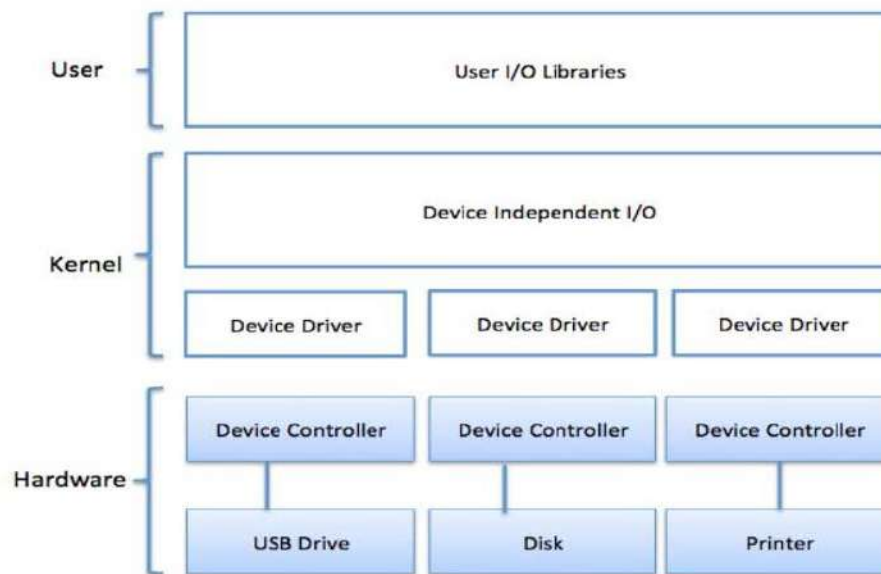 User
User I/O Libraries
Kernel
Device Independent I/O
Device Driver
Device Driver
Device Driver
Hardware
Device Controller
Device Controller
Device Controller
USB Drive
Disk
Printer